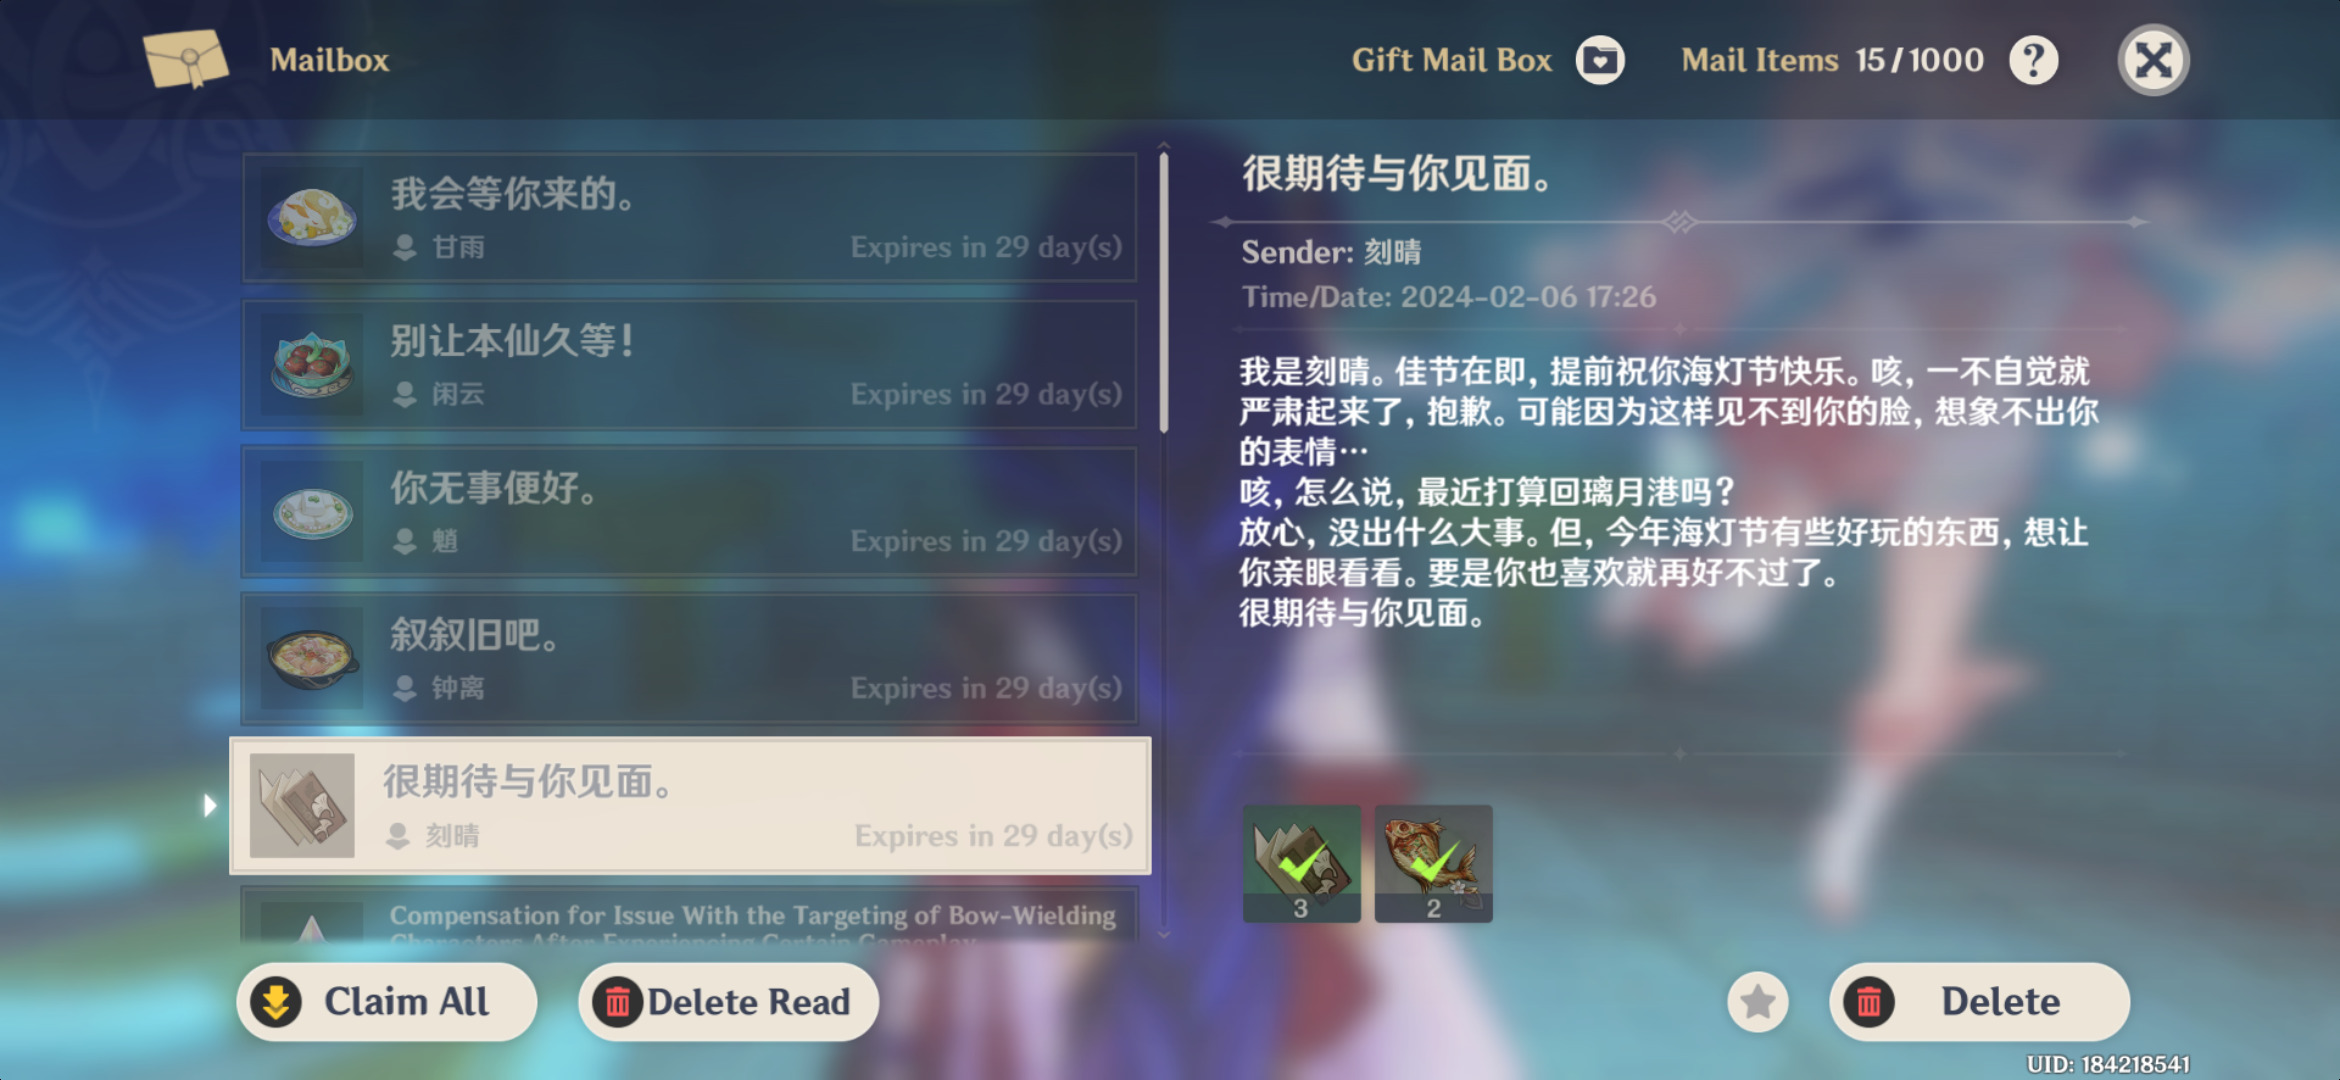 Mailbox
Gift Mail Box
Mail Items 15/1000
?
我会等你来的。
甘雨
Expires in 29 day(s)
别让本仙久等!
闲云
Expires in 29 day(s)
你无事便好。
魈
Expires in 29 day(s)
叙叙旧吧。
钟离
Expires in 29 day(s)
很期待与你见面。
刻晴
Expires in 29 day(s)
Compensation for Issue With the Targeting of Bow-Wielding
Characters After Experiencing Certain Gameplay
Claim All
Delete Read
很期待与你见面。
Sender: 刻晴
Time/Date: 2024-02-06 17:26
我是刻晴。佳节在即,提前祝你海灯节快乐。咳,一不自觉就
严肃起来了,抱歉。可能因为这样见不到你的脸,想象不出你
的表情…
咳,怎么说,最近打算回璃月港吗?
放心,没出什么大事。但,今年海灯节有些好玩的东西,想让
你亲眼看看。要是你也喜欢就再好不过了。
很期待与你见面。
3
2
Delete
UID: 184218541